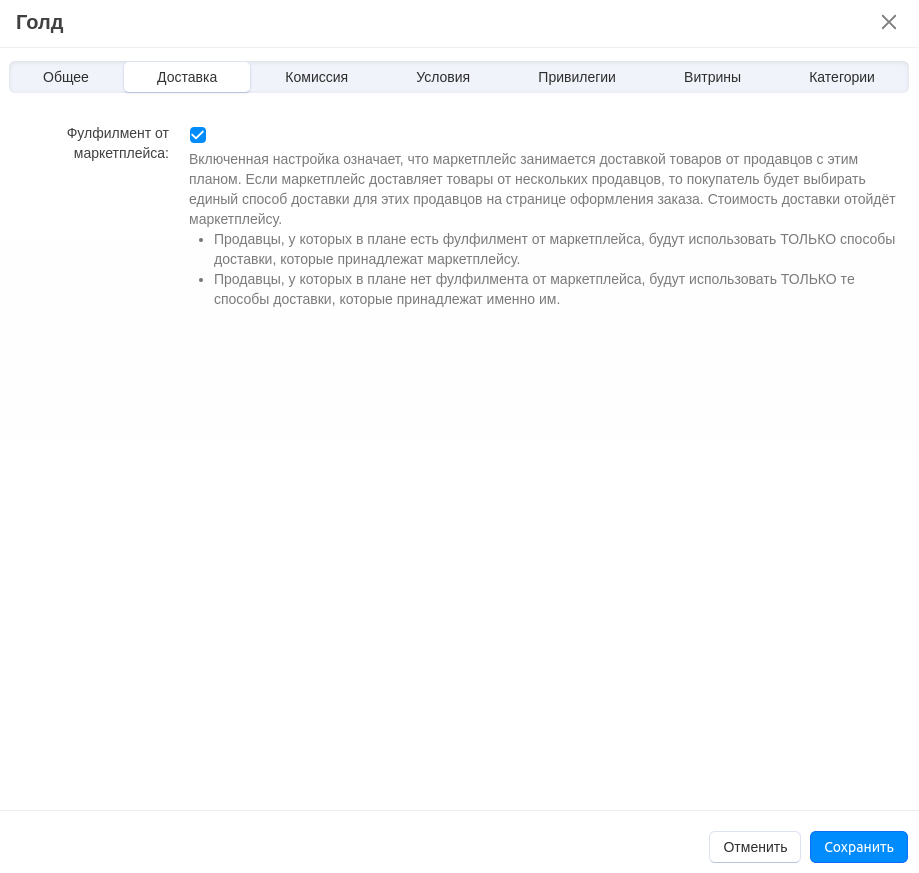 Голд
Общее
Доставка
Комиссия
Условия
Привилегии
Витрины
Категории
Фулфилмент от
маркетплейса:
Включенная настройка означает, что маркетплейс занимается доставкой товаров от продавцов с этим
планом. Если маркетплейс доставляет товары от нескольких продавцов, то покупатель будет выбирать
единый способ доставки для этих продавцов на странице оформления заказа. Стоимость доставки отойдёт
маркетплейсу.
• Продавцы, у которых в плане есть фулфилмент от маркетплейса, будут использовать ТОЛЬКО способы
доставки, которые принадлежат маркетплейсу.
• Продавцы, у которых в плане нет фулфилмента от маркетплейса, будут использовать ТОЛЬКО те
способы доставки, которые принадлежат именно им.
Отменить
Сохранить